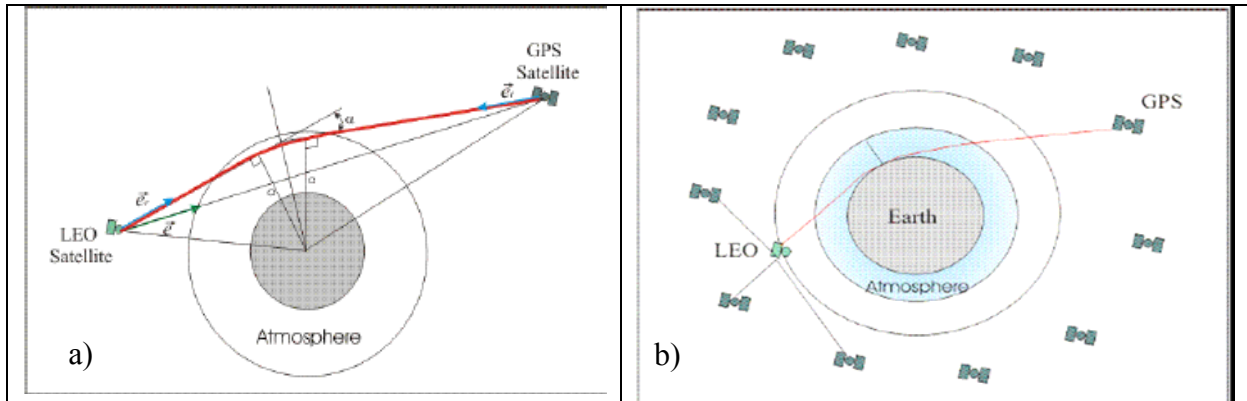 GPS
Satellite
e⃗ₜ
α
e⃗ᵣ
a
a
e⃗
LEO
Satellite
Atmosphere
a)
GPS
Earth
LEO
Atmosphere
b)